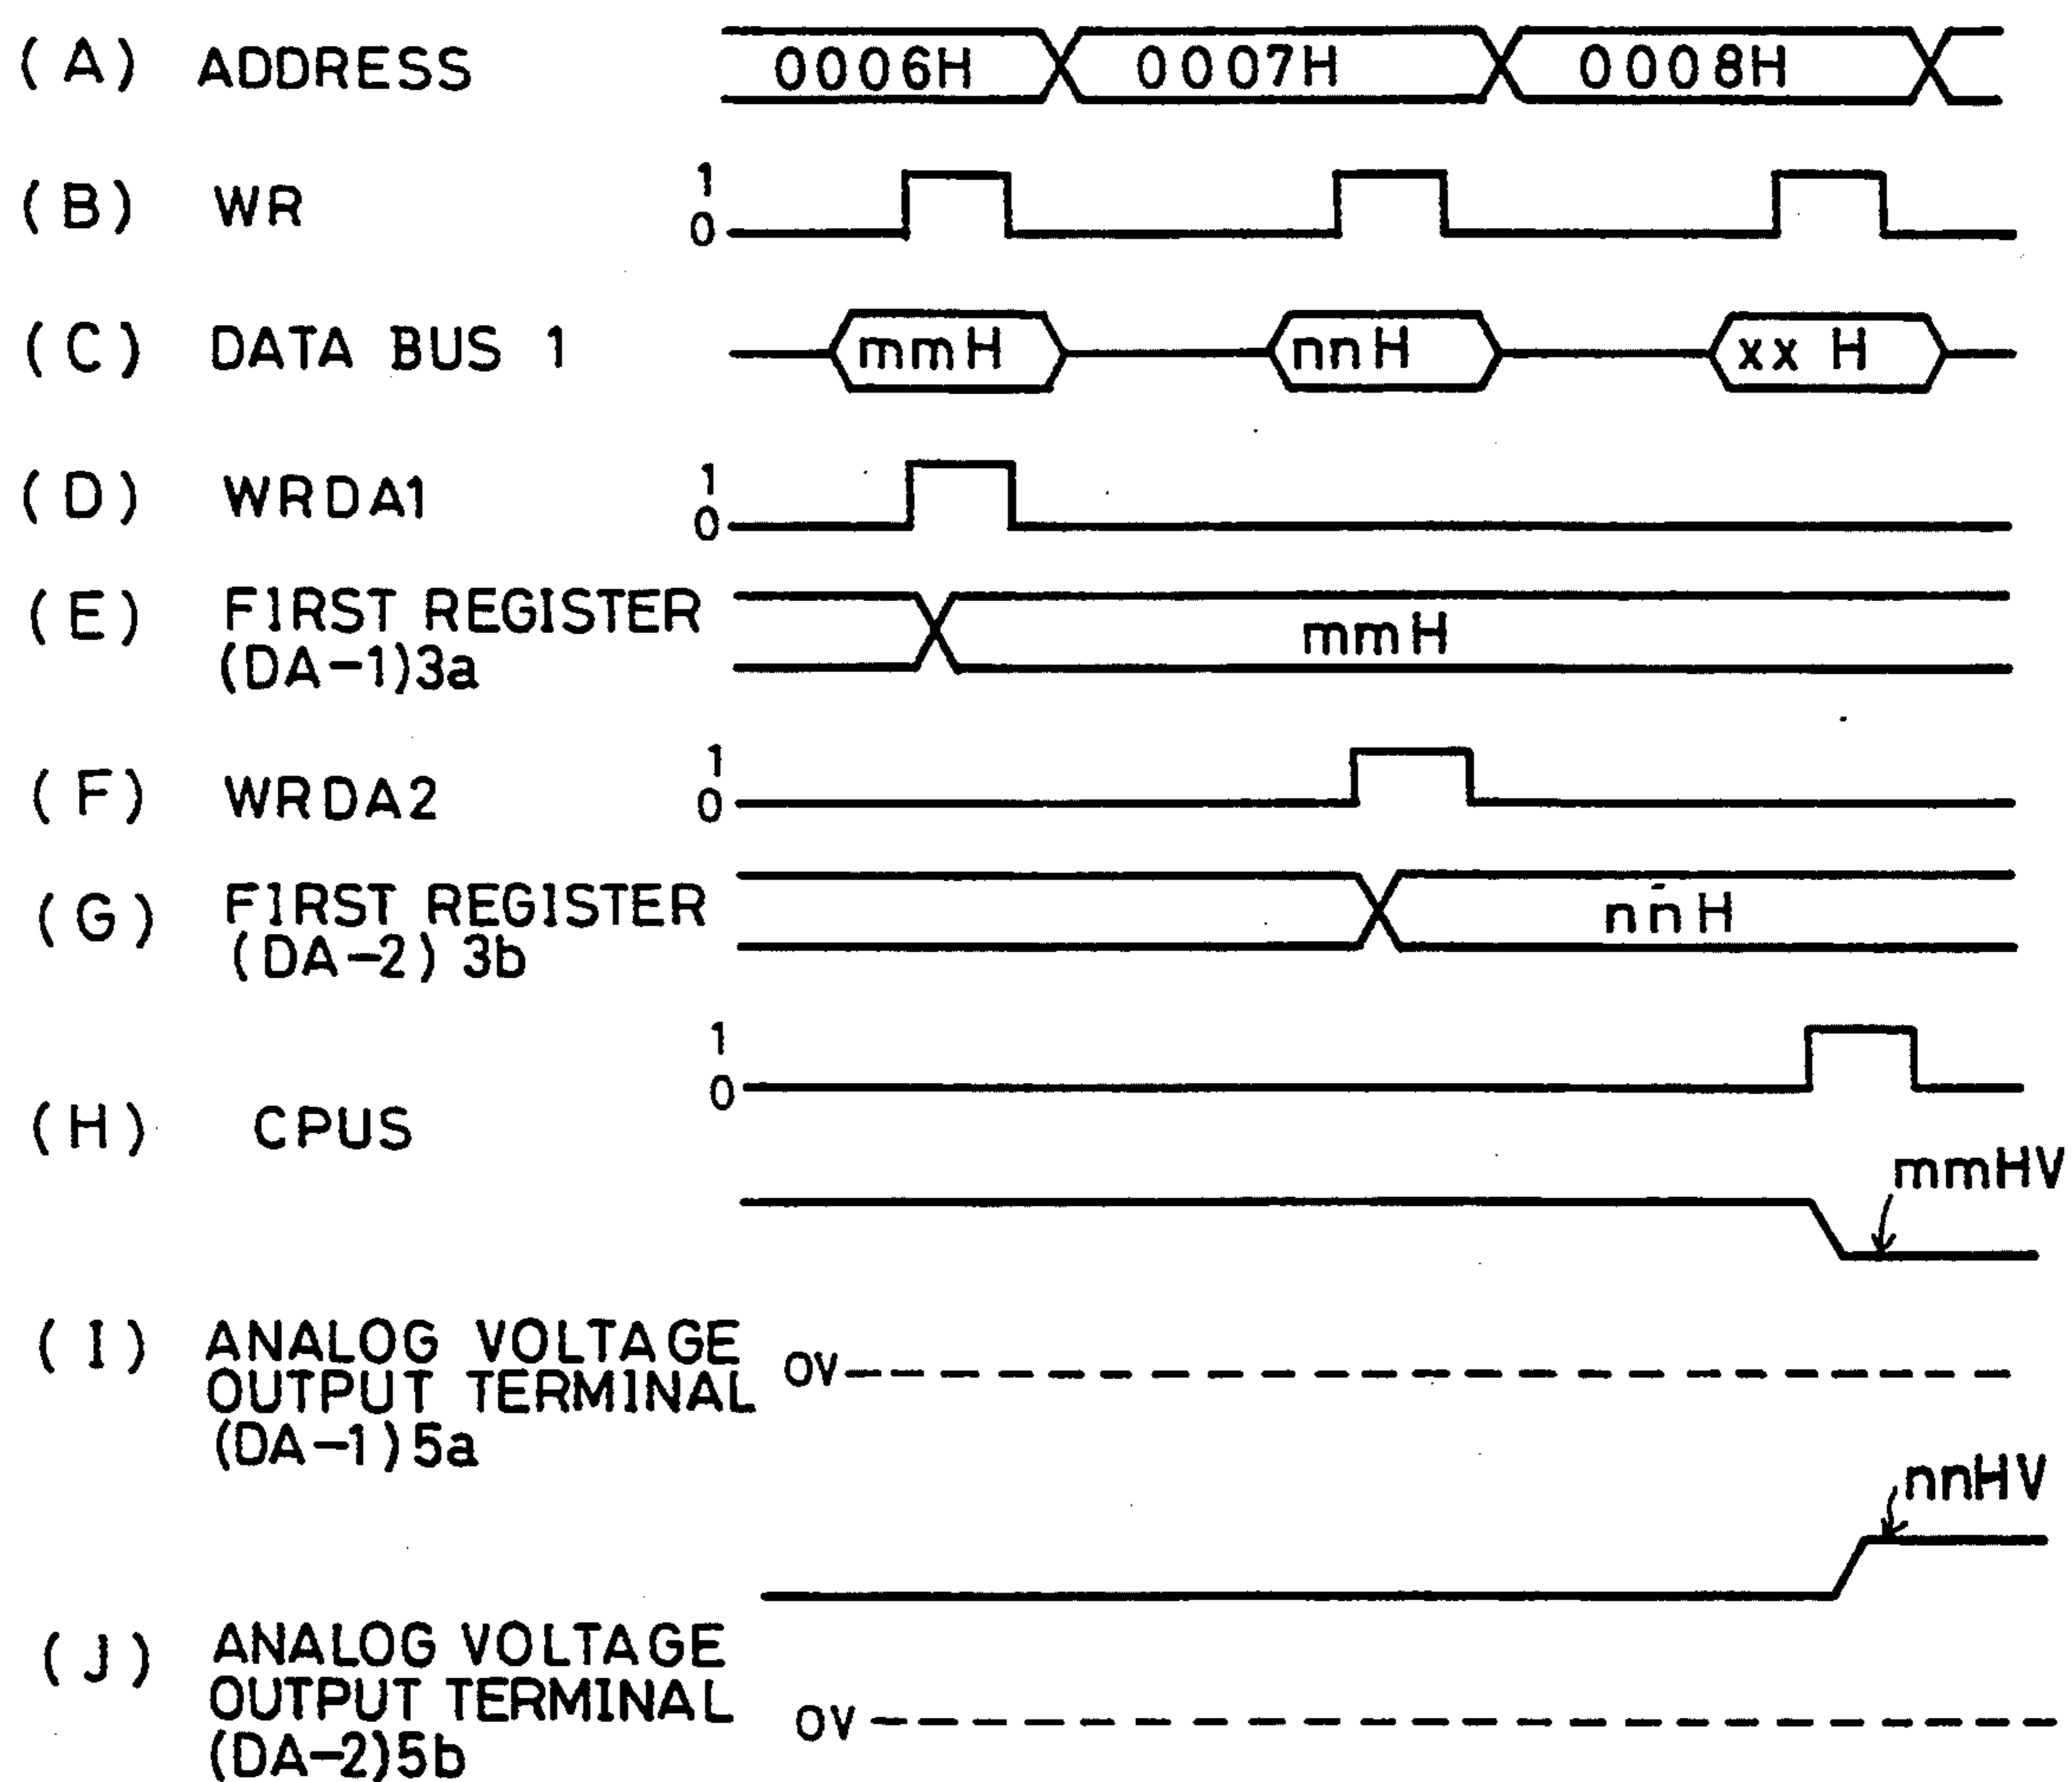 (A) ADDRESS 0006H 0007H 0008H
(B) WR 1 0
(C) DATA BUS 1 mmH nnH xx H
(D) WRDA1 1 0
(E) FIRST REGISTER
(DA-1)3a mmH
(F) WRDA2 1 0
(G) FIRST REGISTER
(DA-2) 3b nnH
1
0
(H) CPUS
mmHV
(I) ANALOG VOLTAGE
OUTPUT TERMINAL 0V
(DA-1)5a
nnHV
(J) ANALOG VOLTAGE
OUTPUT TERMINAL 0V
(DA-2)5b